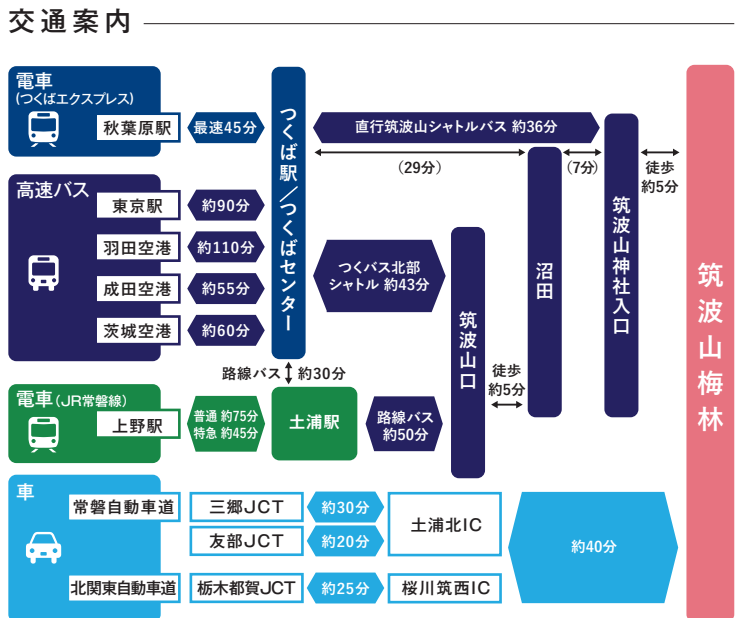 交通案内
電車
(つくばエクスプレス)
秋葉原駅
最速45分
つくば駅／つくばセンター
直行筑波山シャトルバス 約36分
(29分)
(7分)
徒歩
約5分
高速バス
東京駅
約90分
羽田空港
約110分
成田空港
約55分
茨城空港
約60分
つくバス北部
シャトル 約43分
筑波山口
沼田
筑波山神社入口
筑波山梅林
路線バス
約30分
徒歩
約5分
電車(JR常磐線)
上野駅
普通 約75分
特急 約45分
土浦駅
路線バス
約50分
車
常磐自動車道
三郷JCT
約30分
土浦北IC
友部JCT
約20分
約40分
北関東自動車道
栃木都賀JCT
約25分
桜川筑西IC